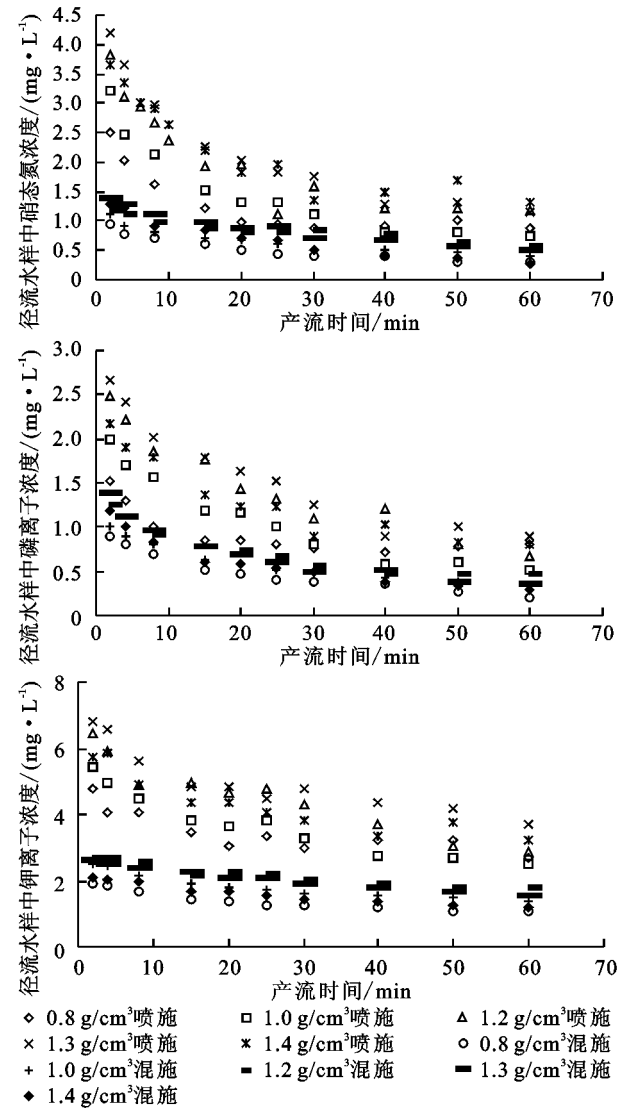 径流水样中硝态氮浓度/(mg·L⁻¹)
4.5
4.0
3.5
3.0
2.5
2.0
1.5
1.0
0.5
0
0 10 20 30 40 50 60 70
产流时间/min
径流水样中磷离子浓度/(mg·L⁻¹)
3.0
2.5
2.0
1.5
1.0
0.5
0
0 10 20 30 40 50 60 70
产流时间/min
径流水样中钾离子浓度/(mg·L⁻¹)
8
6
4
2
0
0 10 20 30 40 50 60 70
产流时间/min
0.8 g/cm³喷施 1.0 g/cm³喷施 1.2 g/cm³喷施
1.3 g/cm³喷施 1.4 g/cm³喷施 0.8 g/cm³混施
1.0 g/cm³混施 1.2 g/cm³混施 1.3 g/cm³混施
1.4 g/cm³混施